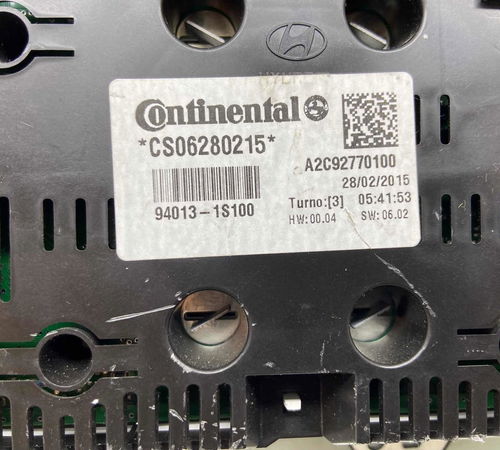 Continental
*CS06280215*
A2C92770100
28/02/2015
94013-1S100
Turno:[3] 05:41:53
HW:00.04 SW:06.02